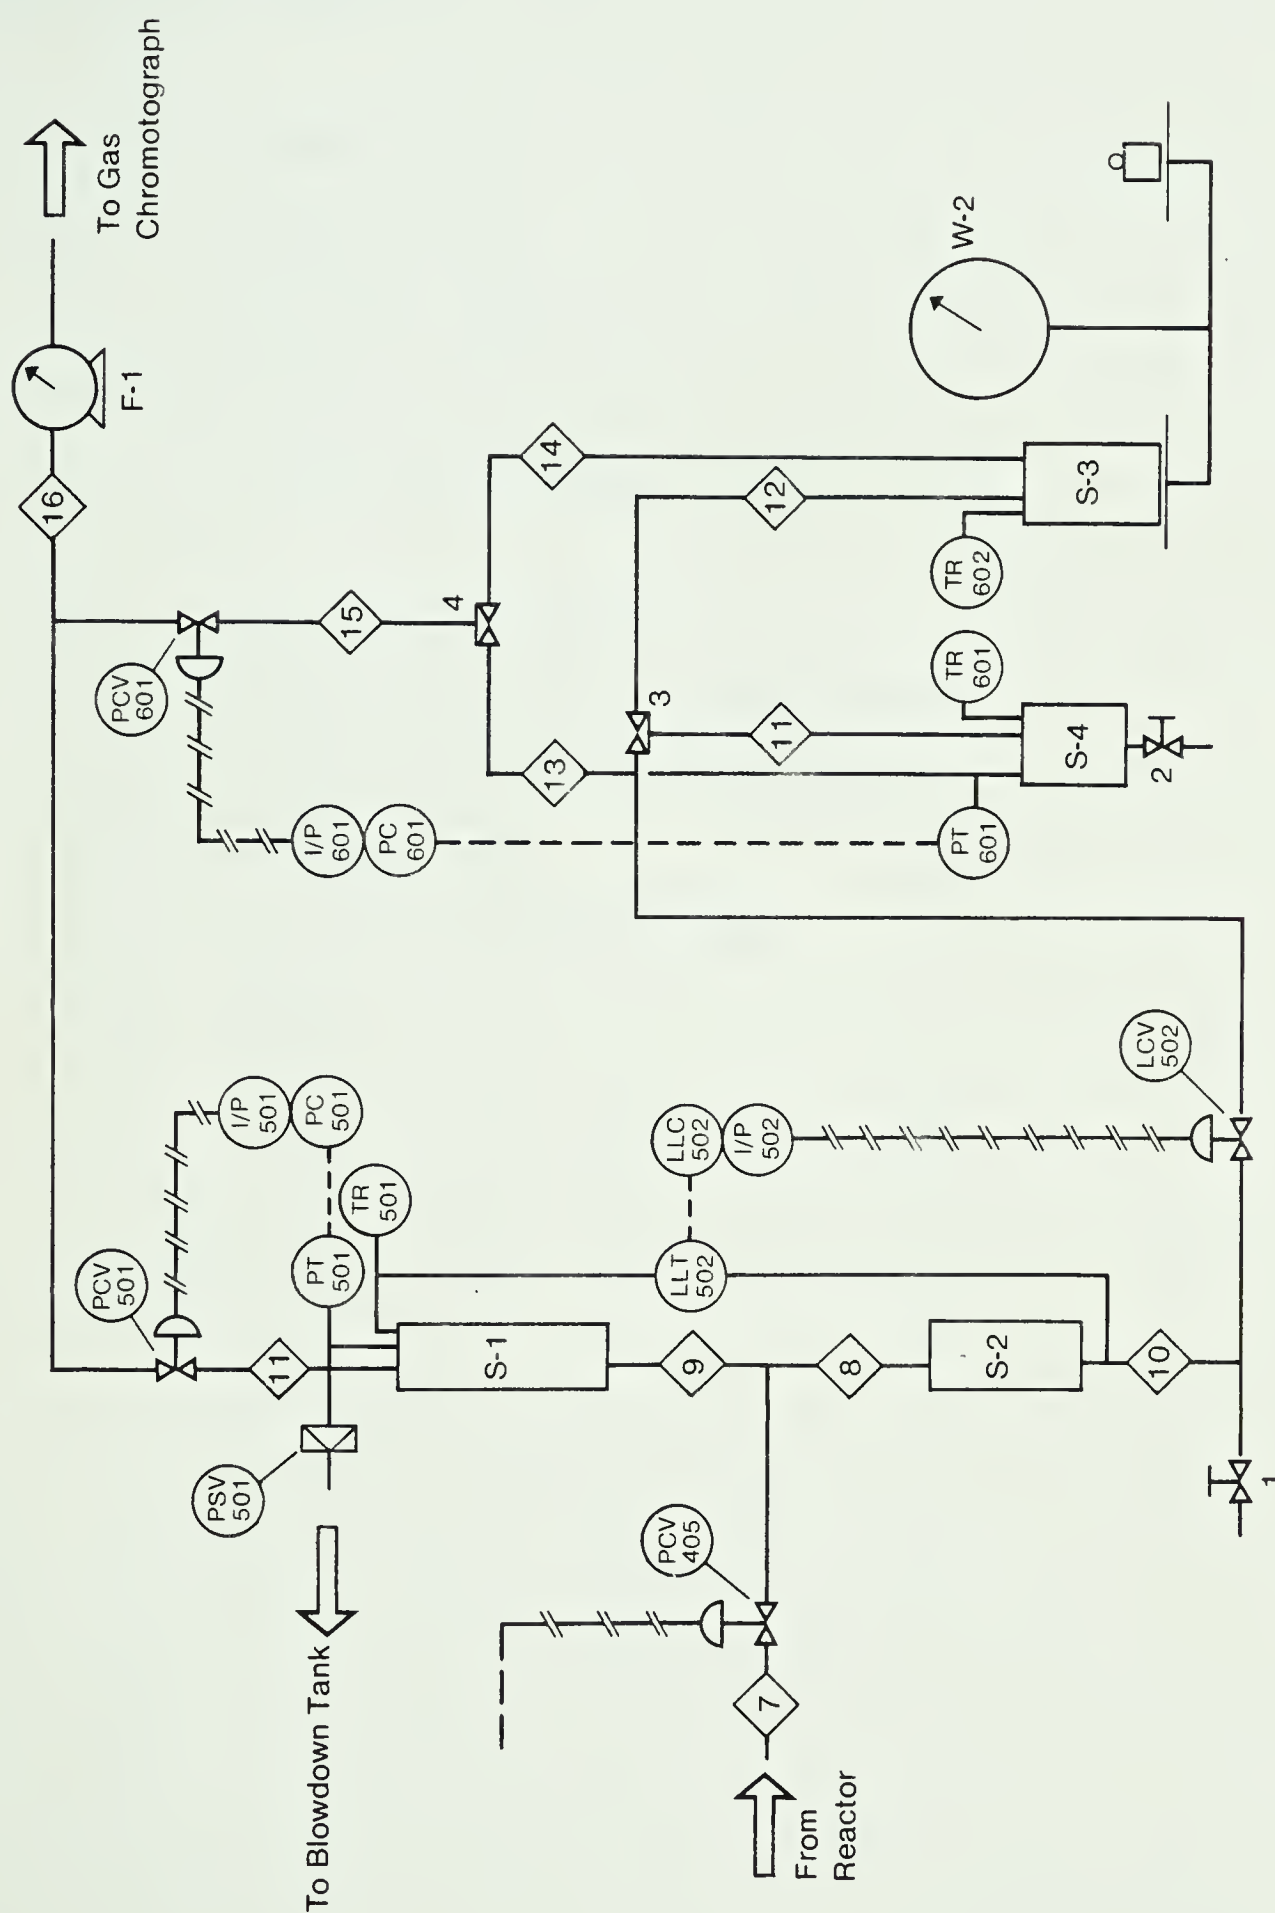 To Gas
Chromotograph
F-1
16
PCV
601
15
4
14
13
3
12
11
I/P
601
PC
601
PT
601
TR
601
TR
602
S-4
2
S-3
W-2
PCV
501
I/P
501
PC
501
PT
501
TR
501
11
PSV
501
To Blowdown Tank
S-1
9
8
S-2
10
LLC
502
I/P
502
LLT
502
LCV
502
PCV
405
7
From
Reactor
1